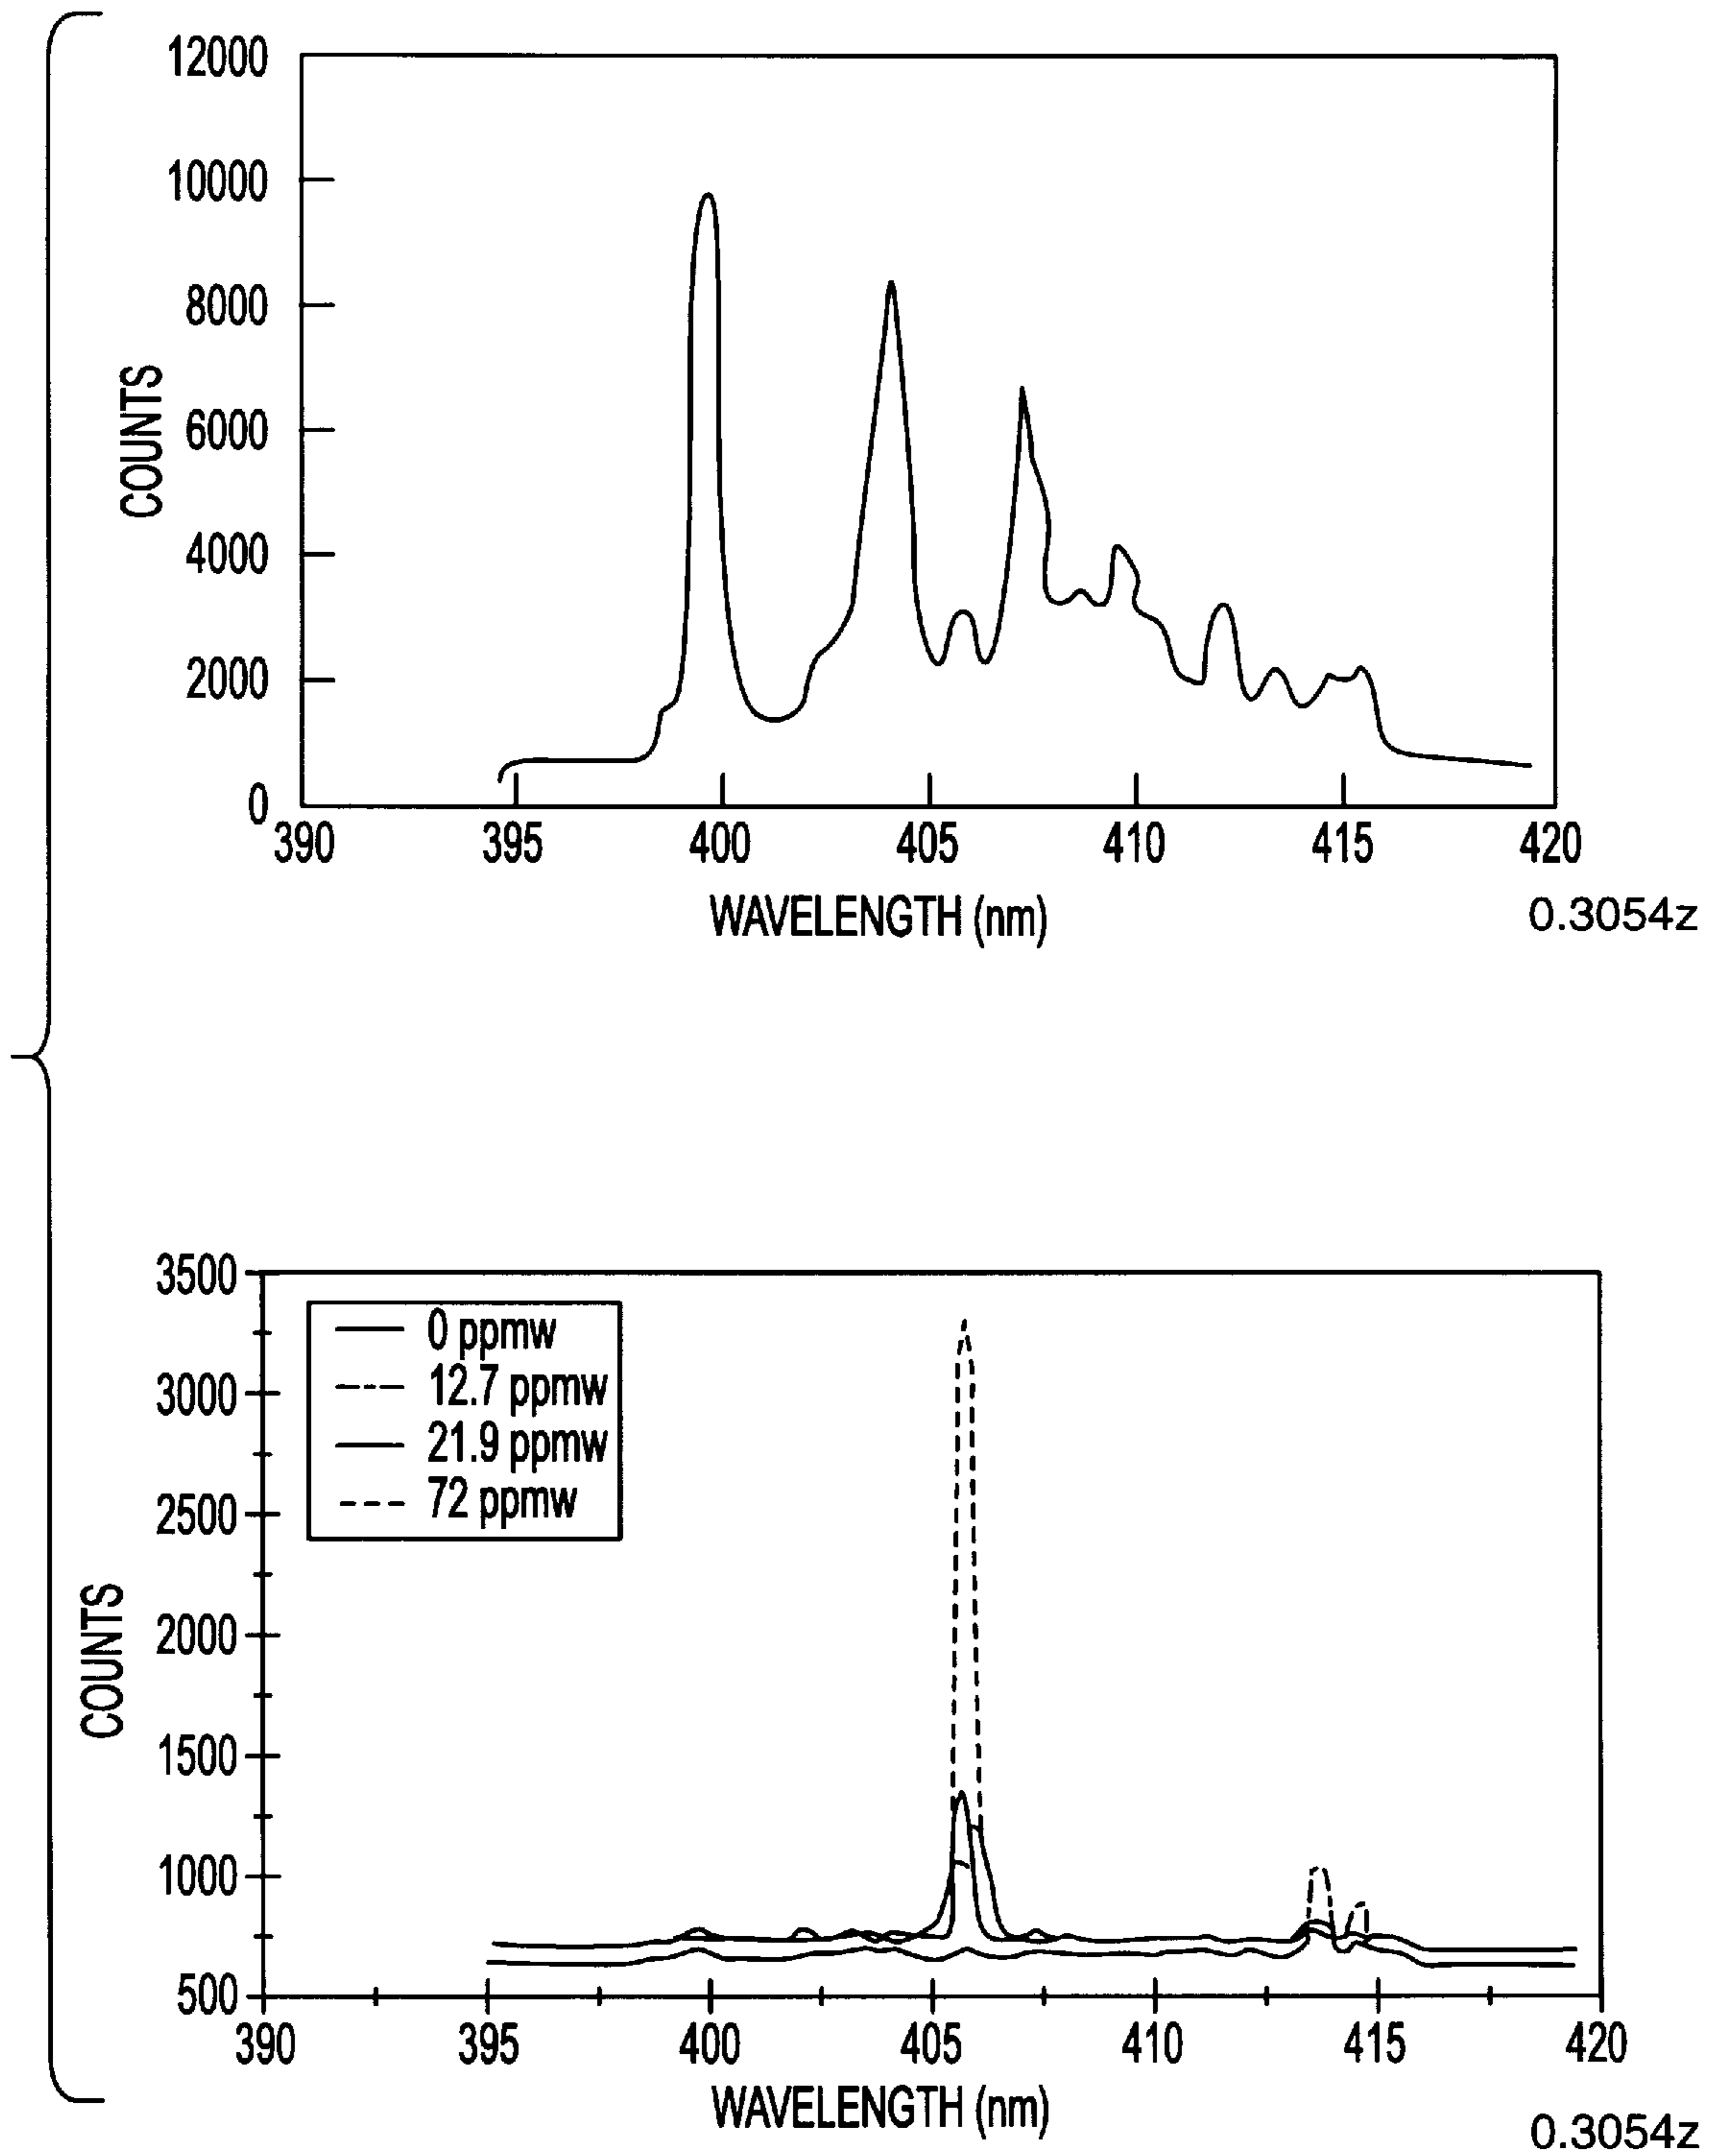 12000
10000
8000
6000
4000
2000
0
COUNTS
390 395 400 405 410 415 420
WAVELENGTH (nm)
0.3054z
3500
3000
2500
2000
1500
1000
500
COUNTS
0 ppmw
12.7 ppmw
21.9 ppmw
72 ppmw
390 395 400 405 410 415 420
WAVELENGTH (nm)
0.3054z